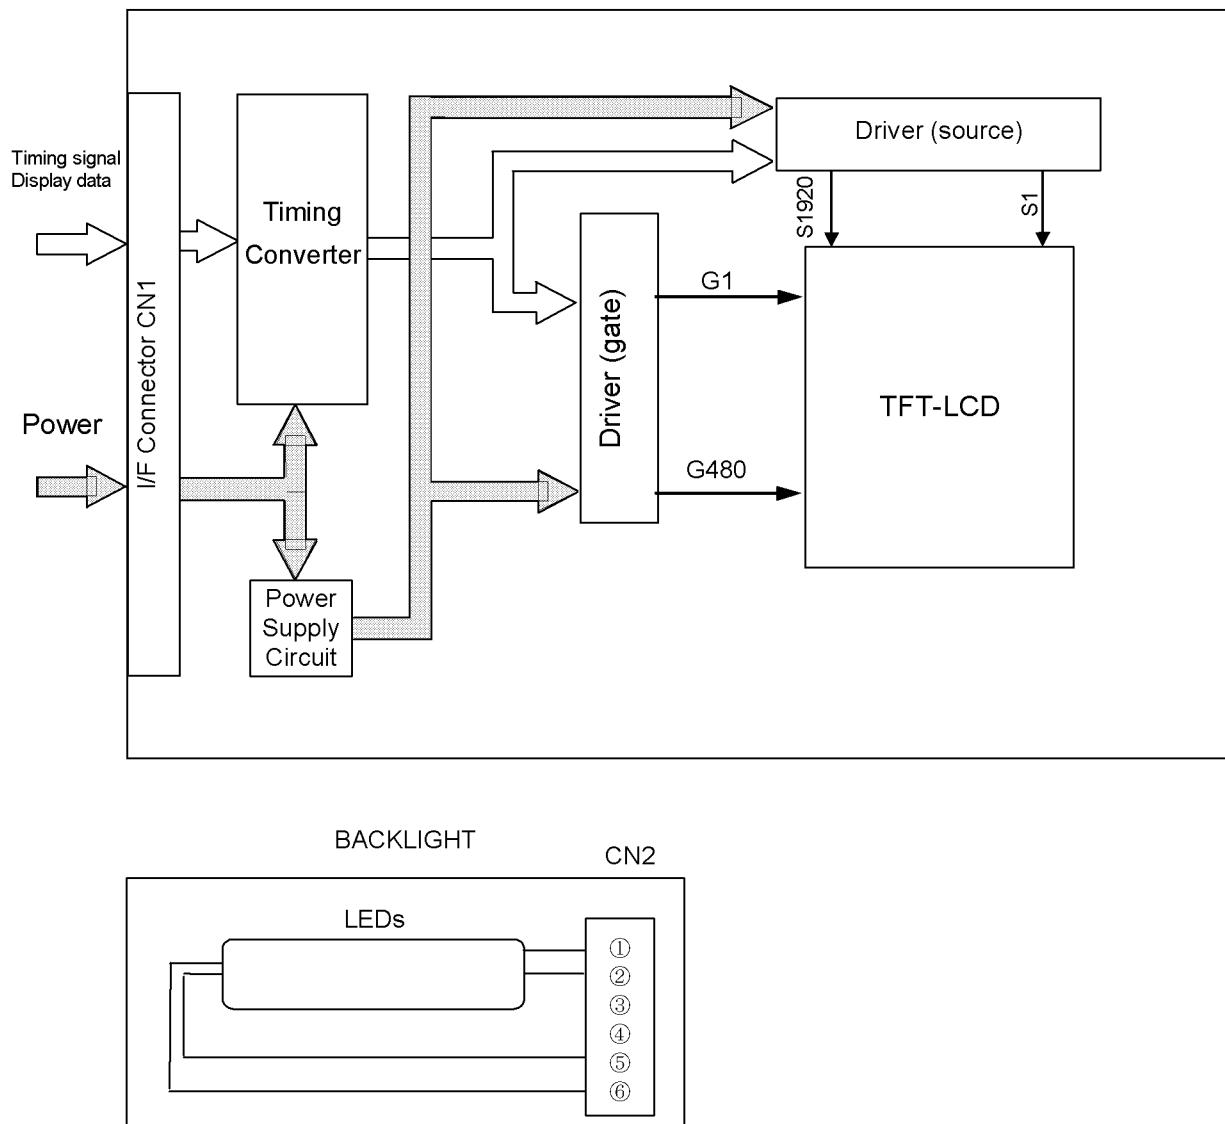 Timing signal
Display data
Power
I/F Connector CN1
Timing
Converter
Power
Supply
Circuit
Driver (source)
S1920
S1
Driver (gate)
G1
G480
TFT-LCD
BACKLIGHT
CN2
LEDs
①
②
③
④
⑤
⑥